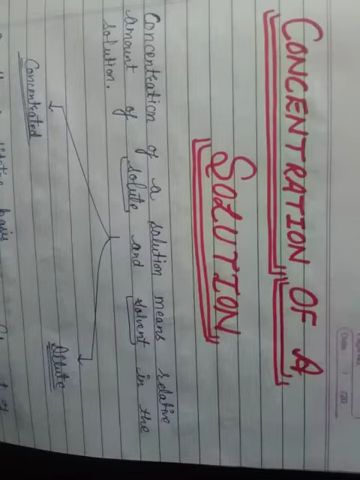 CONCENTRATION OF A
SOLUTION
Concentration of a solution means relative
amount of solute and solvent in the
solution.
Concentrated
dilute